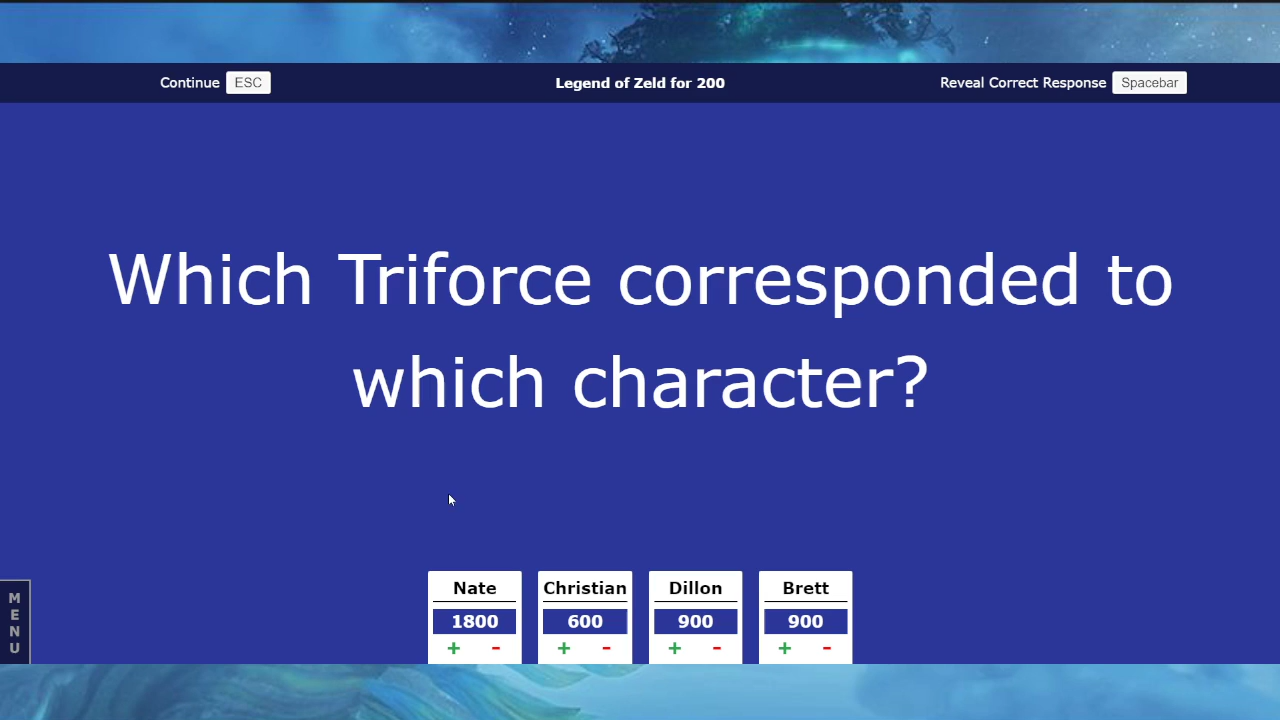 Continue ESC Legend of Zeld for 200 Reveal Correct Response Spacebar
Which Triforce corresponded to
which character?
MENU
Nate Christian Dillon Brett
1800 600 900 900
+ - + - + - + -